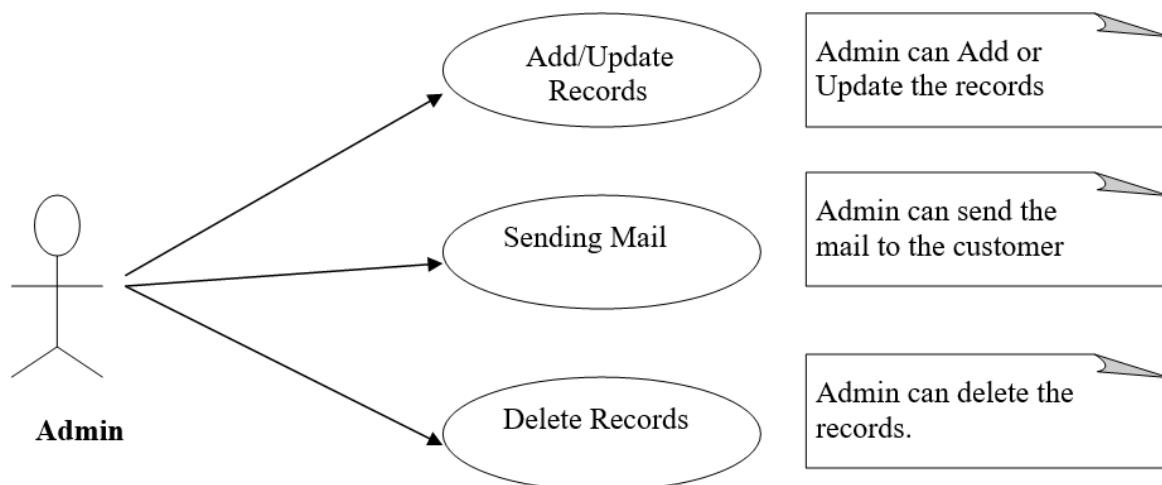 Add/Update
Records
Admin can Add or
Update the records
Sending Mail
Admin can send the
mail to the customer
Delete Records
Admin can delete the
records.
Admin